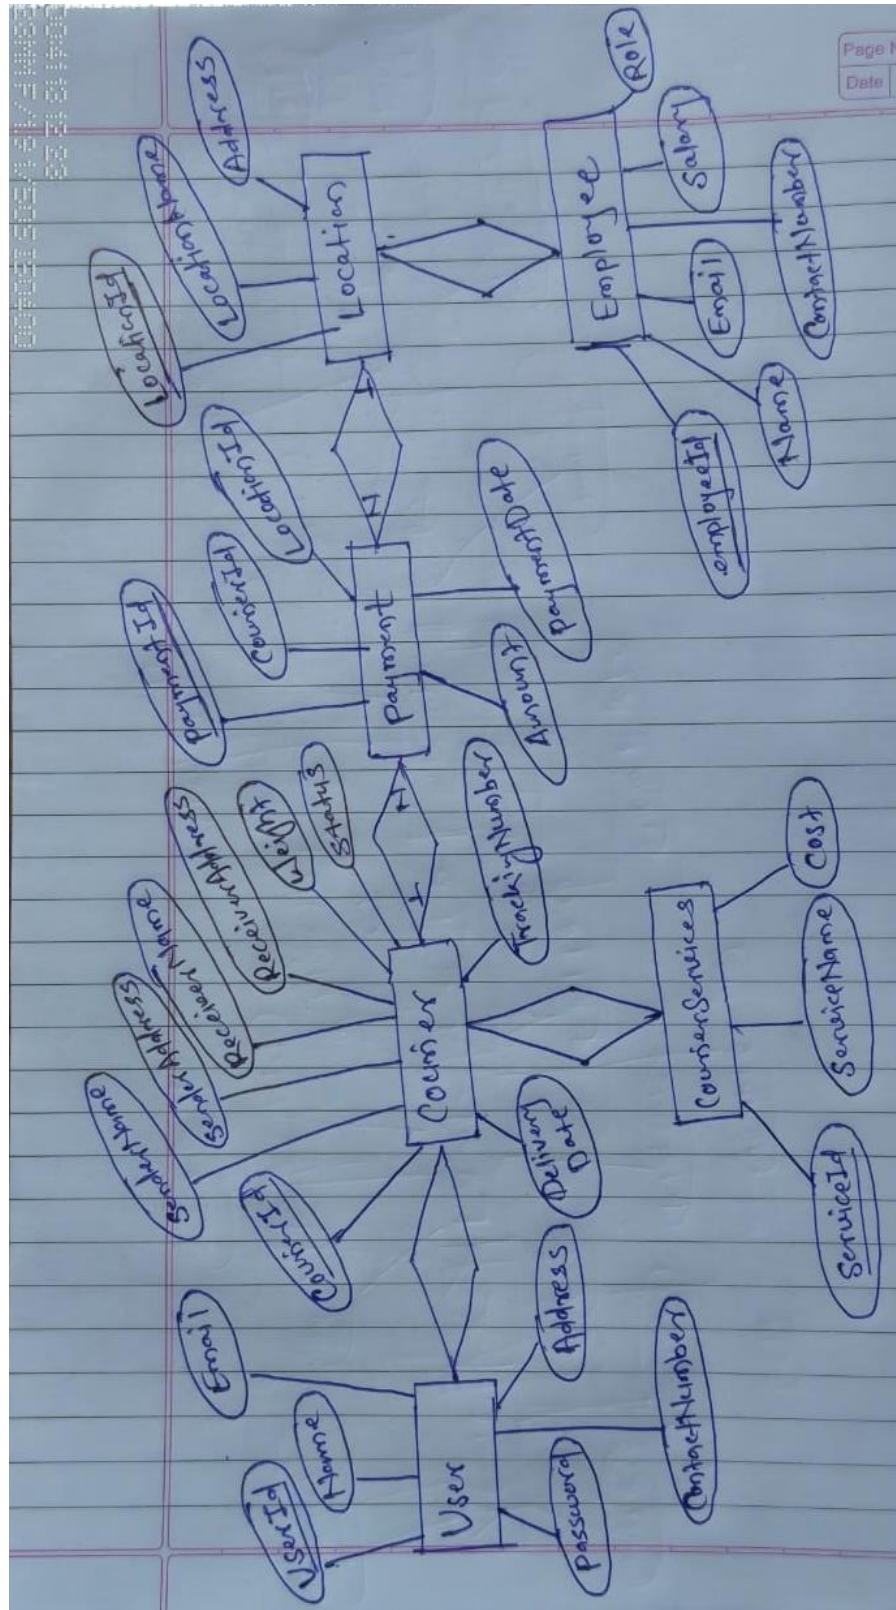 Page N
Date
UserId
Name
Email
User
Password
ContactNumber
Address
CourierId
SenderName
SenderAddress
ReceiverName
ReceiverAddress
Weight
Status
Courier
Delivery
Date
TrackingNumber
CourierServices
ServiceId
ServiceName
Cost
1
N
PaymentId
CourierId
LocationId
Payment
Amount
PaymentDate
N
1
LocationId
LocationName
Address
Location
Employee
employeeId
Name
Email
ContactNumber
Salary
Role